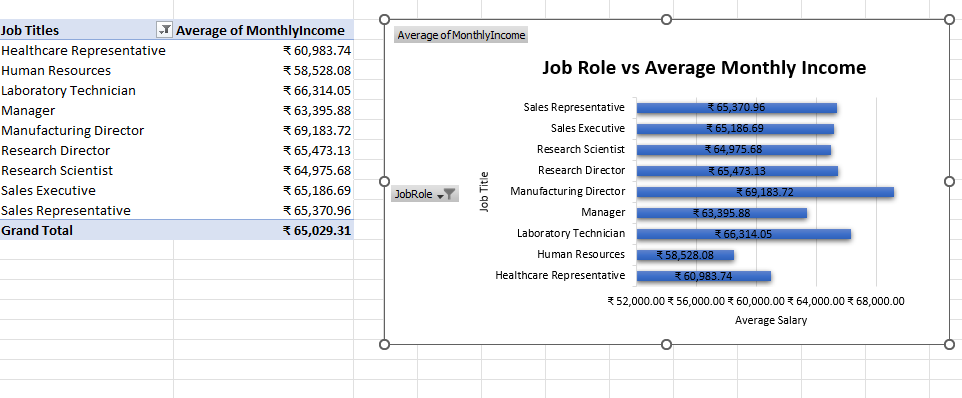 Job Titles Average of MonthlyIncome
Healthcare Representative ₹ 60,983.74
Human Resources ₹ 58,528.08
Laboratory Technician ₹ 66,314.05
Manager ₹ 63,395.88
Manufacturing Director ₹ 69,183.72
Research Director ₹ 65,473.13
Research Scientist ₹ 64,975.68
Sales Executive ₹ 65,186.69
Sales Representative ₹ 65,370.96
Grand Total ₹ 65,029.31
Average of MonthlyIncome
Job Role vs Average Monthly Income
JobRole
Job Title
Sales Representative ₹ 65,370.96
Sales Executive ₹ 65,186.69
Research Scientist ₹ 64,975.68
Research Director ₹ 65,473.13
Manufacturing Director ₹ 69,183.72
Manager ₹ 63,395.88
Laboratory Technician ₹ 66,314.05
Human Resources ₹ 58,528.08
Healthcare Representative ₹ 60,983.74
₹ 52,000.00 ₹ 56,000.00 ₹ 60,000.00 ₹ 64,000.00 ₹ 68,000.00
Average Salary